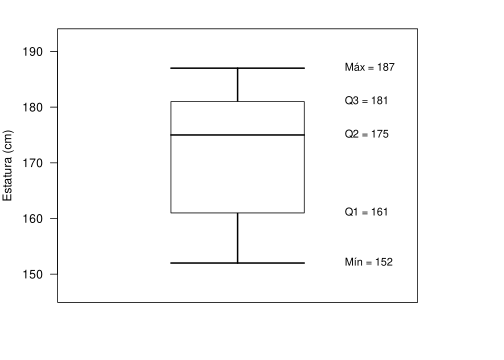 Estatura (cm)
190
180
170
160
150
Máx = 187
Q3 = 181
Q2 = 175
Q1 = 161
Mín = 152